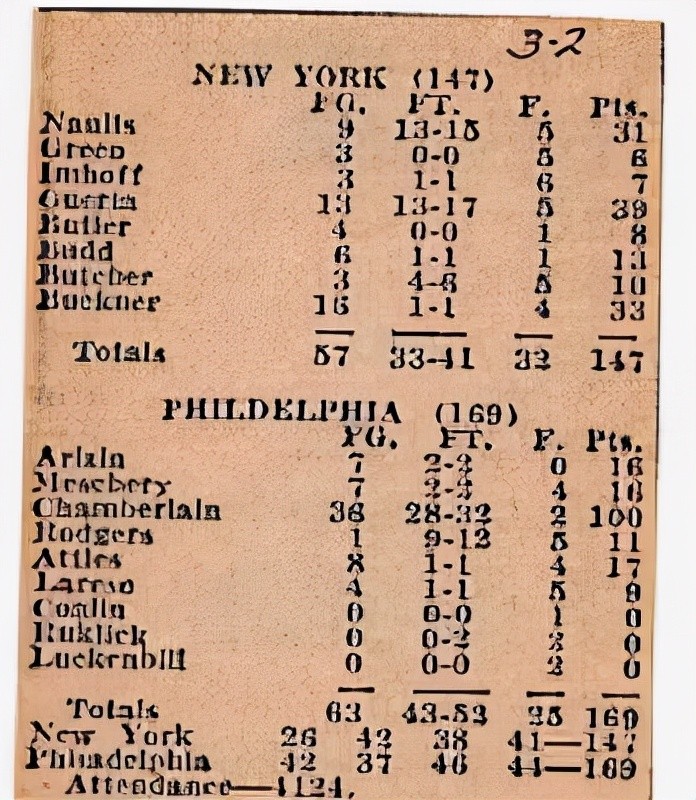 3-2
NEW YORK (147)
FG. FT. F. Pts.
Naulls 9 13-15 5 31
Green 3 0-0 5 6
Imhoff 3 1-1 6 7
Guerin 13 13-17 5 39
Butler 4 0-0 1 8
Budd 6 1-1 1 13
Butcher 3 4-6 5 10
Buckner 16 1-1 4 33
Totals 57 33-41 32 147
PHILDELPHIA (169)
FG. FT. F. Pts.
Arizin 7 2-2 0 16
Meschery 7 2-2 4 16
Chamberlain 36 28-32 2 100
Rodgers 1 9-12 5 11
Attles 8 1-1 4 17
Larese 4 1-1 5 9
Conlin 0 0-0 1 0
Ruklick 0 0-2 2 0
Luckenbill 0 0-0 2 0
Totals 63 43-52 25 169
New York 26 42 38 41—147
Philadelphia 42 37 46 44—169
Attendance—4124.